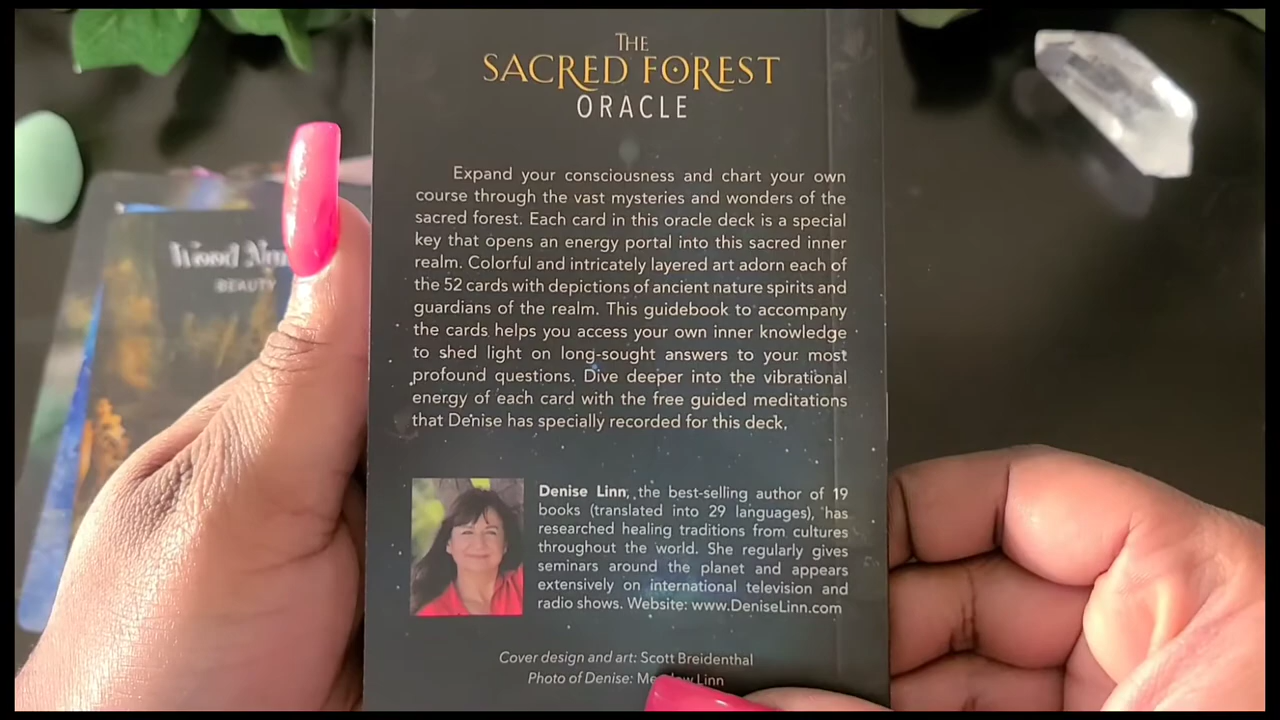 THE
SACRED FOREST
ORACLE
Expand your consciousness and chart your own
course through the vast mysteries and wonders of the
sacred forest. Each card in this oracle deck is a special
key that opens an energy portal into this sacred inner
realm. Colorful and intricately layered art adorn each of
the 52 cards with depictions of ancient nature spirits and
guardians of the realm. This guidebook to accompany
the cards helps you access your own inner knowledge
to shed light on long-sought answers to your most
profound questions. Dive deeper into the vibrational
energy of each card with the free guided meditations
that Denise has specially recorded for this deck.
Denise Linn, the best-selling author of 19
books (translated into 29 languages), has
researched healing traditions from cultures
throughout the world. She regularly gives
seminars around the planet and appears
extensively on international television and
radio shows. Website: www.DeniseLinn.com
Cover design and art: Scott Breidenthal
Photo of Denise: Linn
Wood
BEAUTY